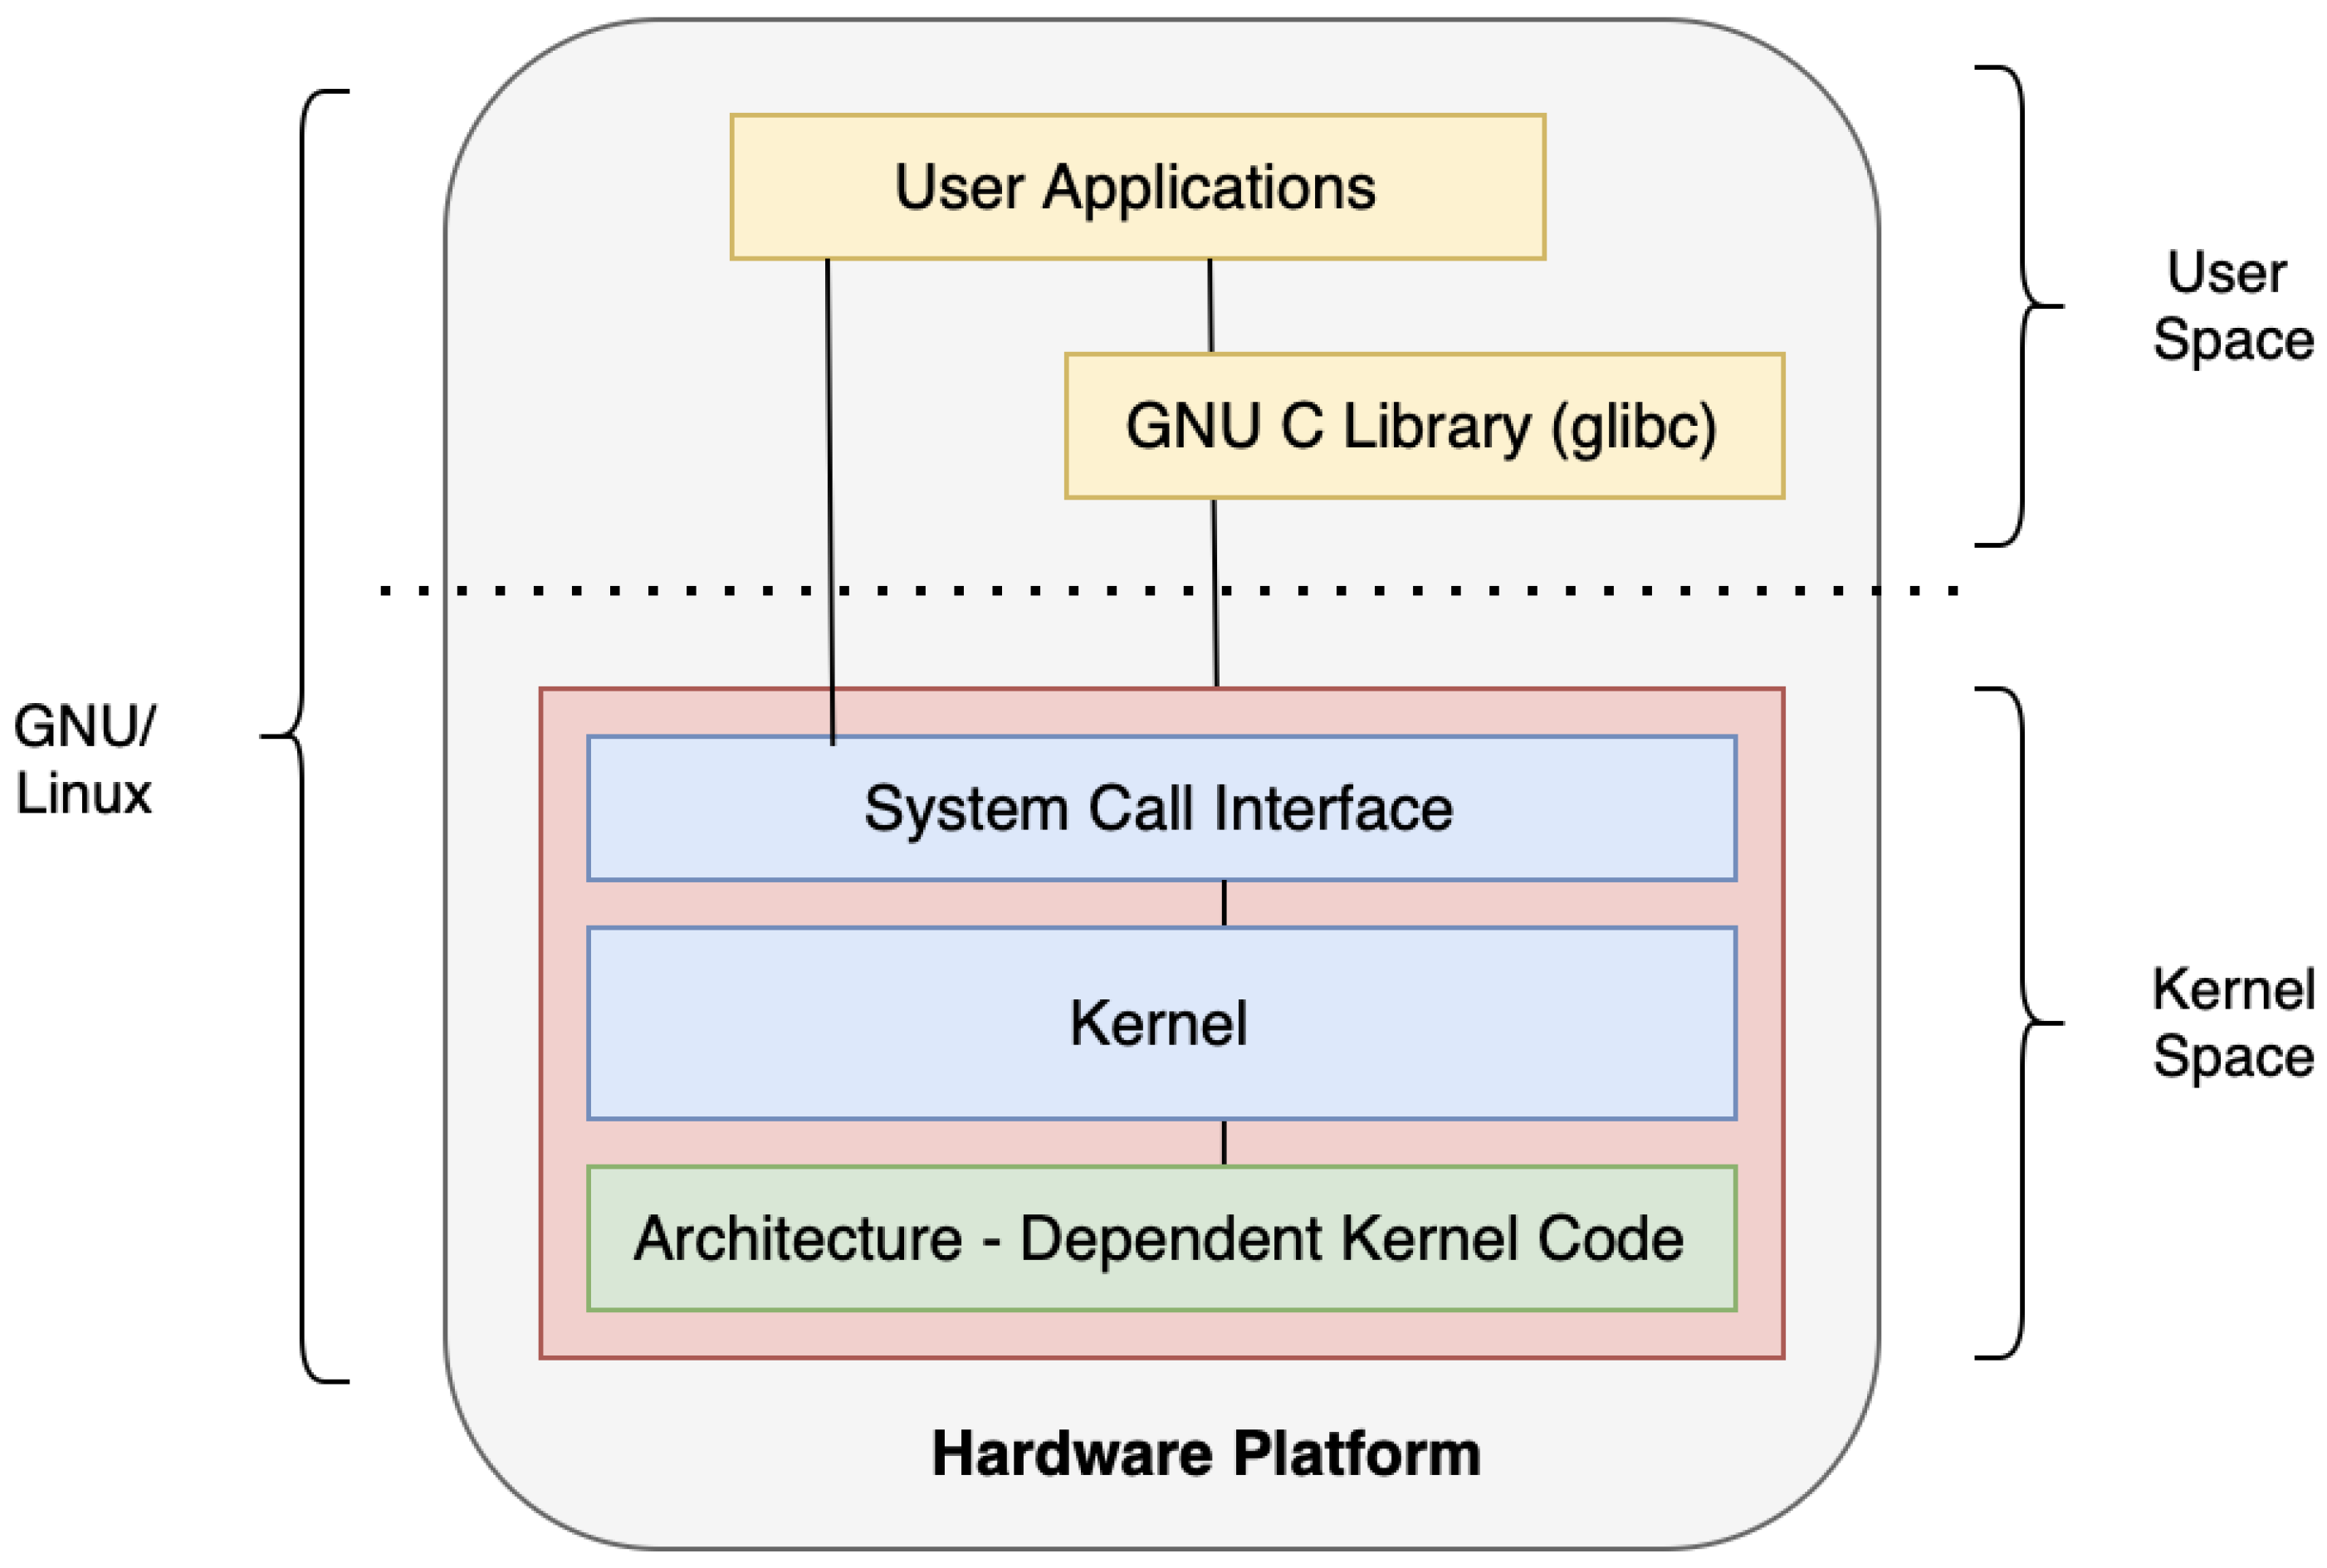 User Applications
User
Space
GNU C Library (glibc)
GNU/
Linux
System Call Interface
Kernel
Kernel
Space
Architecture - Dependent Kernel Code
Hardware Platform